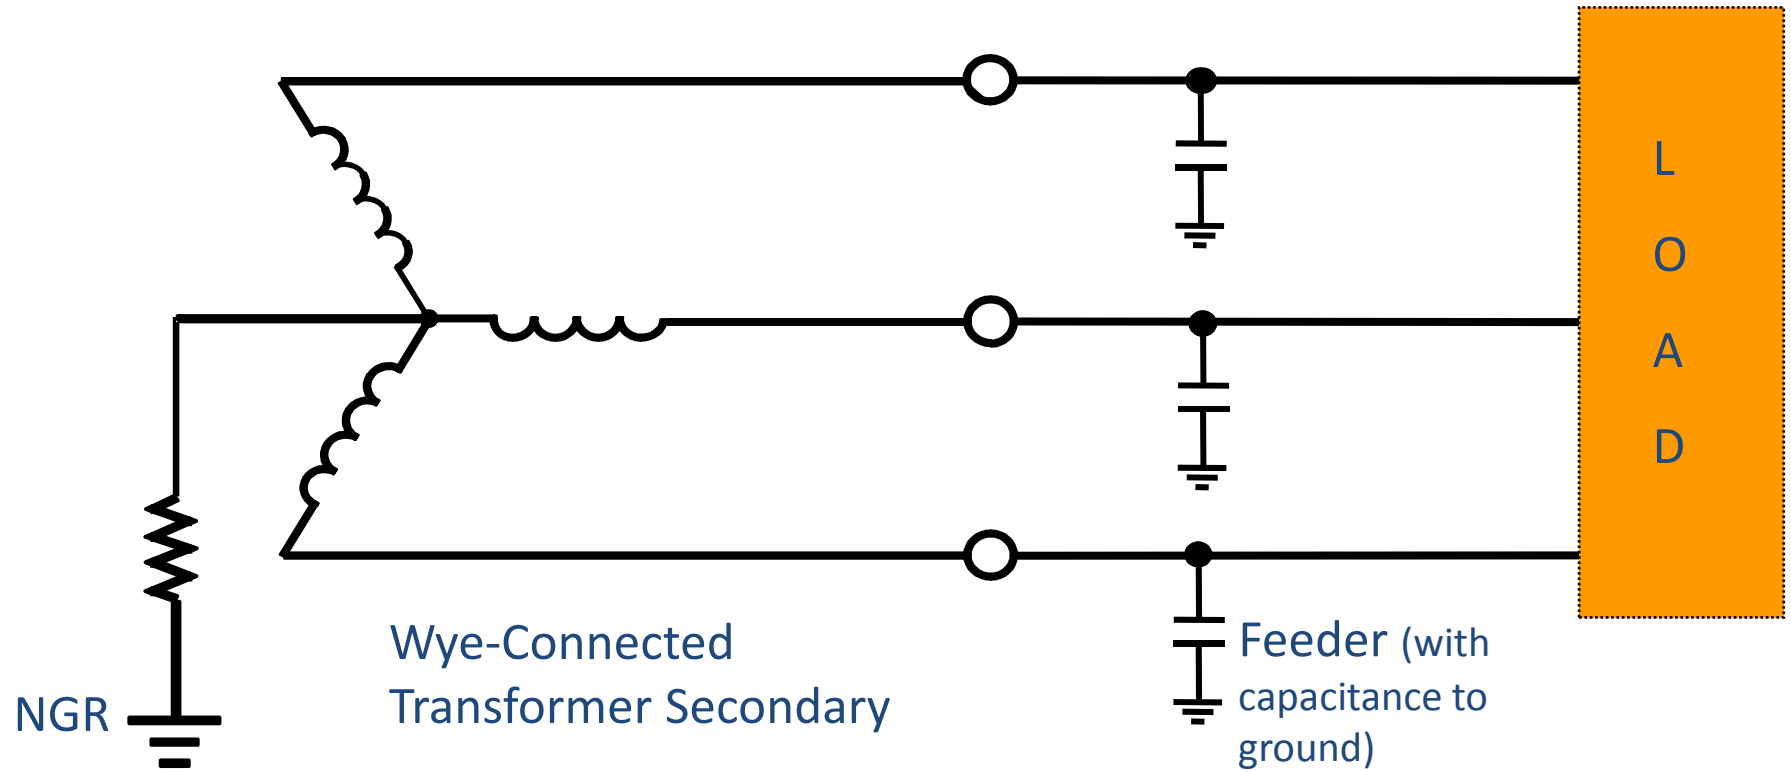 L
O
A
D
Wye-Connected
Transformer Secondary
NGR
Feeder (with
capacitance to
ground)